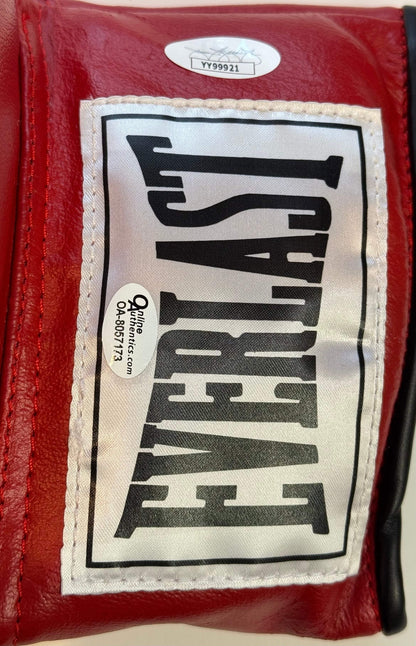 YY99921
EVERLAST
Online
Authentics.com
OA-8057173